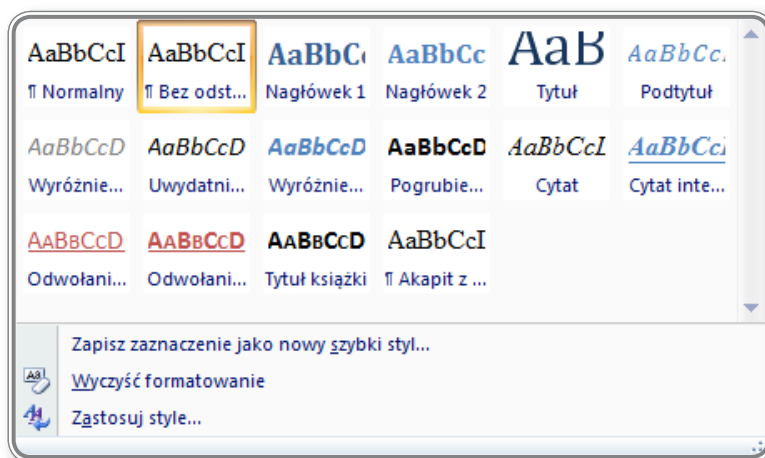 AaBbCcI AaBbCcI AaBbC AaBbCc AaB AaBbCc.
¶ Normalny ¶ Bez odst... Nagłówek 1 Nagłówek 2 Tytuł Podtytuł
AaBbCcD AaBbCcD AaBbCcD AaBbCcD AaBbCcI AaBbCcI
Wyróżnie... Uwydatni... Wyróżnie... Pogrubie... Cytat Cytat inte...
AaBbCcD AaBbCcD AaBbCcD AaBbCcI
Odwołani... Odwołani... Tytuł książki ¶ Akapit z ...
Zapisz zaznaczenie jako nowy szybki styl...
Wyczyść formatowanie
Zastosuj style...